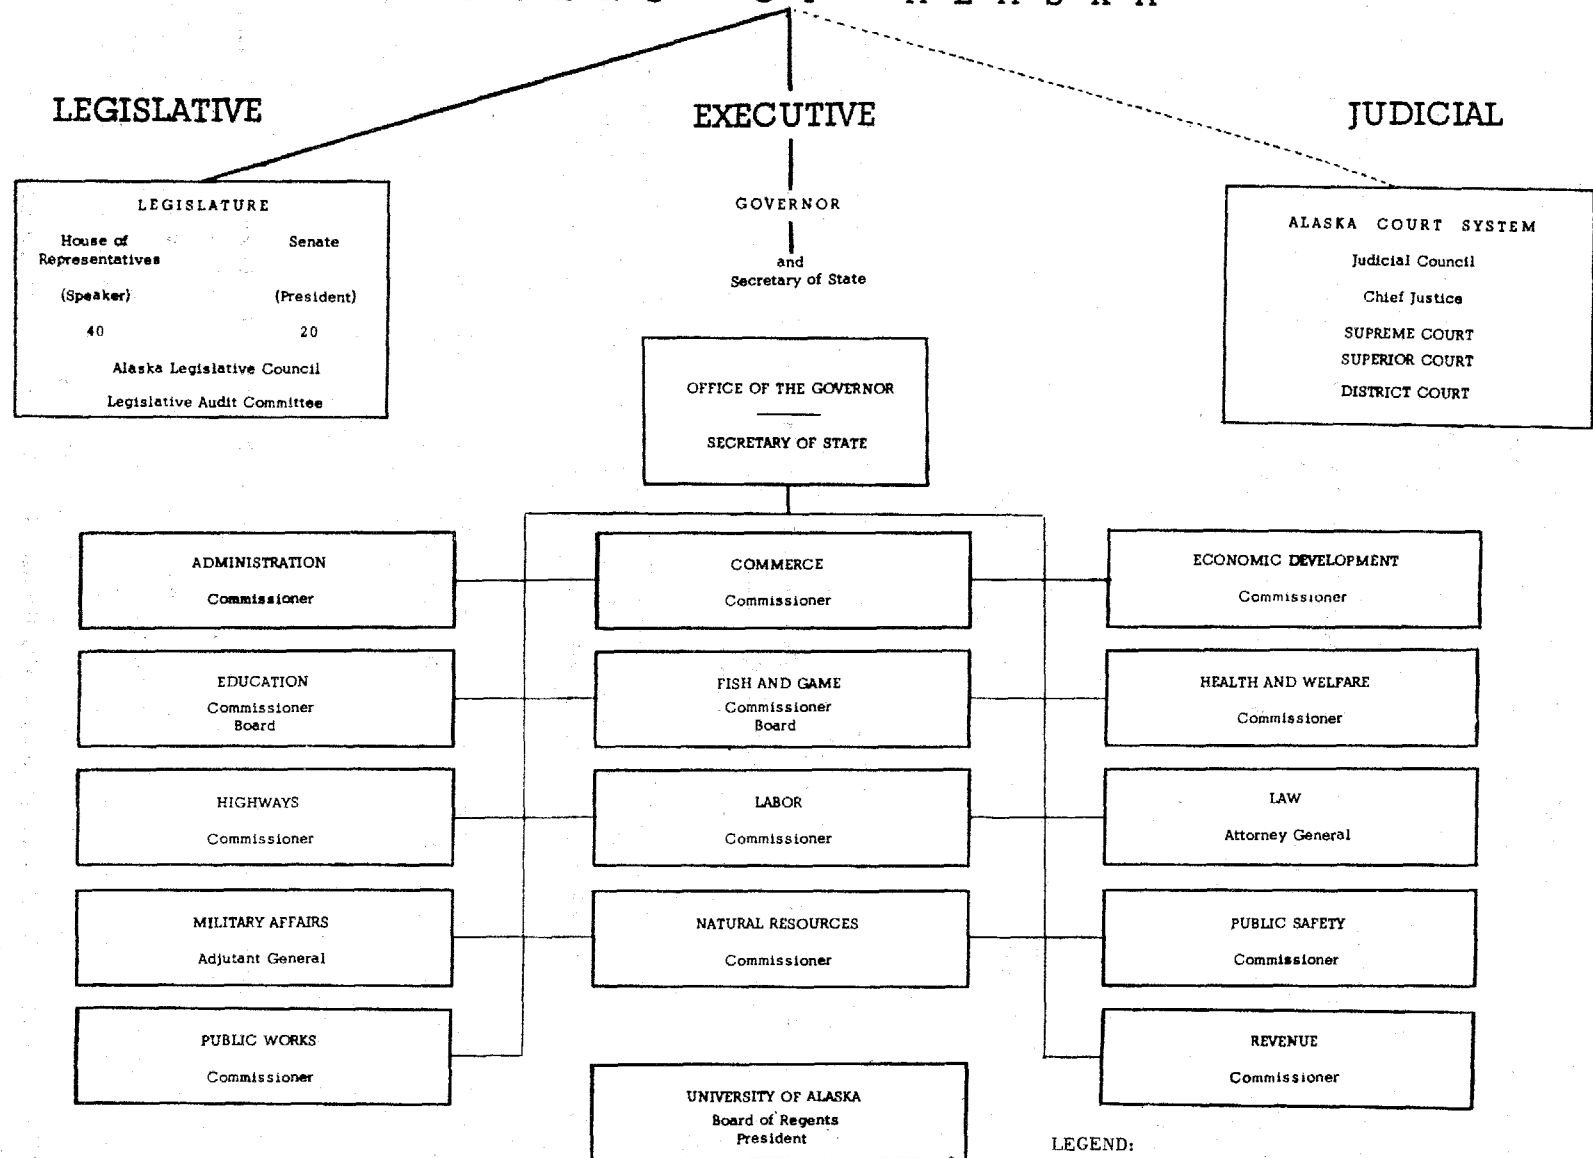 ALASKA
LEGISLATIVE
EXECUTIVE
JUDICIAL
LEGISLATURE
House of
Representatives
Senate
(Speaker)
(President)
40
20
Alaska Legislative Council
Legislative Audit Committee
GOVERNOR
and
Secretary of State
ALASKA COURT SYSTEM
Judicial Council
Chief Justice
SUPREME COURT
SUPERIOR COURT
DISTRICT COURT
OFFICE OF THE GOVERNOR
SECRETARY OF STATE
ADMINISTRATION
Commissioner
COMMERCE
Commissioner
ECONOMIC DEVELOPMENT
Commissioner
EDUCATION
Commissioner
Board
FISH AND GAME
Commissioner
Board
HEALTH AND WELFARE
Commissioner
HIGHWAYS
Commissioner
LABOR
Commissioner
LAW
Attorney General
MILITARY AFFAIRS
Adjutant General
NATURAL RESOURCES
Commissioner
PUBLIC SAFETY
Commissioner
PUBLIC WORKS
Commissioner
REVENUE
Commissioner
UNIVERSITY OF ALASKA
Board of Regents
President
LEGEND: